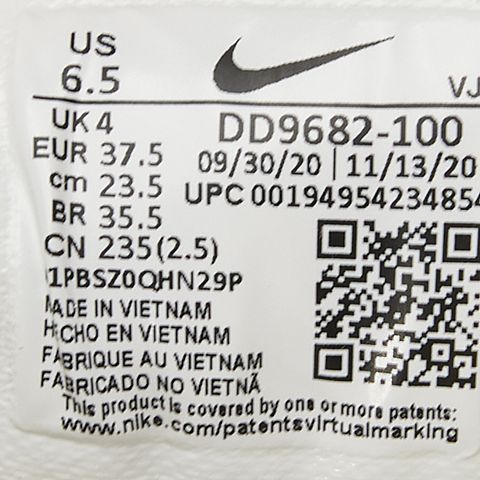 US
6.5
VJ
UK 4
DD9682-100
EUR 37.5
09/30/20 | 11/13/20
cm 23.5
UPC 00194954234854
BR 35.5
CN 235(2.5)
1PBSZ0QHN29P
MADE IN VIETNAM
HECHO EN VIETNAM
FABRIQUE AU VIETNAM
FABRICADO NO VIETNÃ
This product is covered by one or more patents:
www.nike.com/patentsvirtualmarking